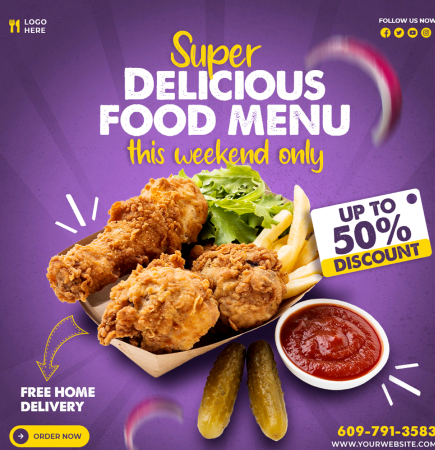 LOGO
HERE
FOLLOW US NOW
Super
DELICIOUS
FOOD MENU
this weekend only
UP TO
50%
DISCOUNT
FREE HOME
DELIVERY
ORDER NOW
609-791-3583
WWW.YOURWEBSITE.COM